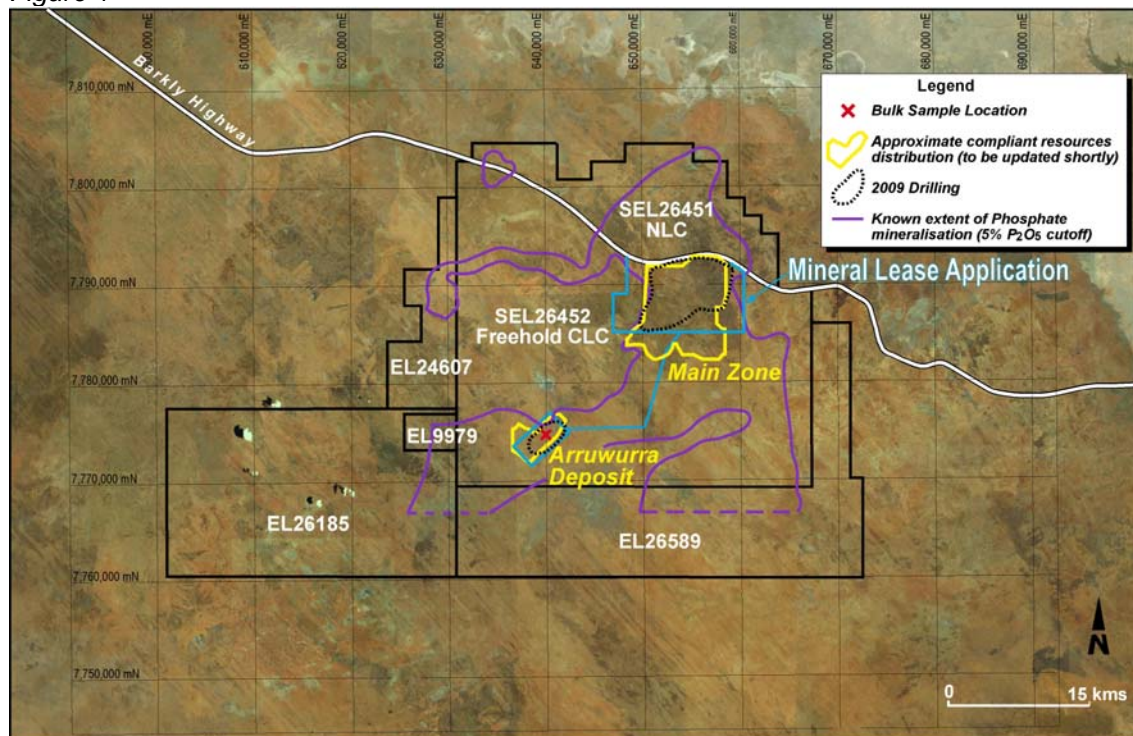 Figure
600,000 mE
610,000 mE
620,000 mE
630,000 mE
640,000 mE
650,000 mE
660,000 mE
670,000 mE
680,000 mE
690,000 mE
7,810,000 mN
7,800,000 mN
7,790,000 mN
7,780,000 mN
7,770,000 mN
7,760,000 mN
7,750,000 mN
Barkly Highway
Legend
Bulk Sample Location
Approximate compliant resources
distribution (to be updated shortly)
2009 Drilling
Known extent of Phosphate
mineralisation (5% P₂O₅ cutoff)
SEL26451
NLC
Mineral Lease Application
SEL26452
Freehold CLC
EL24607
Main Zone
EL9979
Arruwurra
Deposit
EL26185
EL26589
N
0 15 kms